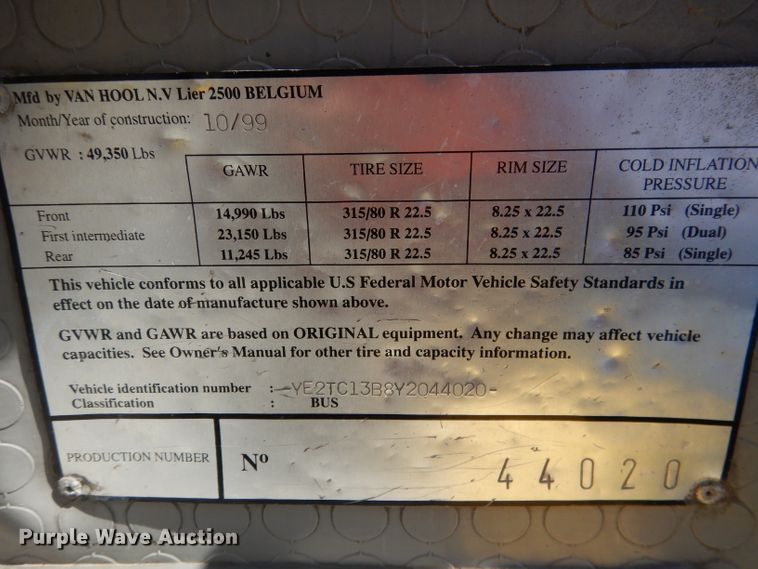 Mfd by VAN HOOL N.V Lier 2500 BELGIUM
Month/Year of construction: 10/99
GVWR : 49,350 Lbs
GAWR TIRE SIZE RIM SIZE COLD INFLATION PRESSURE
Front 14,990 Lbs 315/80 R 22.5 8.25 x 22.5 110 Psi (Single)
First intermediate 23,150 Lbs 315/80 R 22.5 8.25 x 22.5 95 Psi (Dual)
Rear 11,245 Lbs 315/80 R 22.5 8.25 x 22.5 85 Psi (Single)
This vehicle conforms to all applicable U.S Federal Motor Vehicle Safety Standards in
effect on the date of manufacture shown above.
GVWR and GAWR are based on ORIGINAL equipment. Any change may affect vehicle
capacities. See Owner's Manual for other tire and capacity information.
Vehicle identification number : -YE2TC13B8Y2044020-
Classification : BUS
PRODUCTION NUMBER Nº 44020
Purple Wave Auction